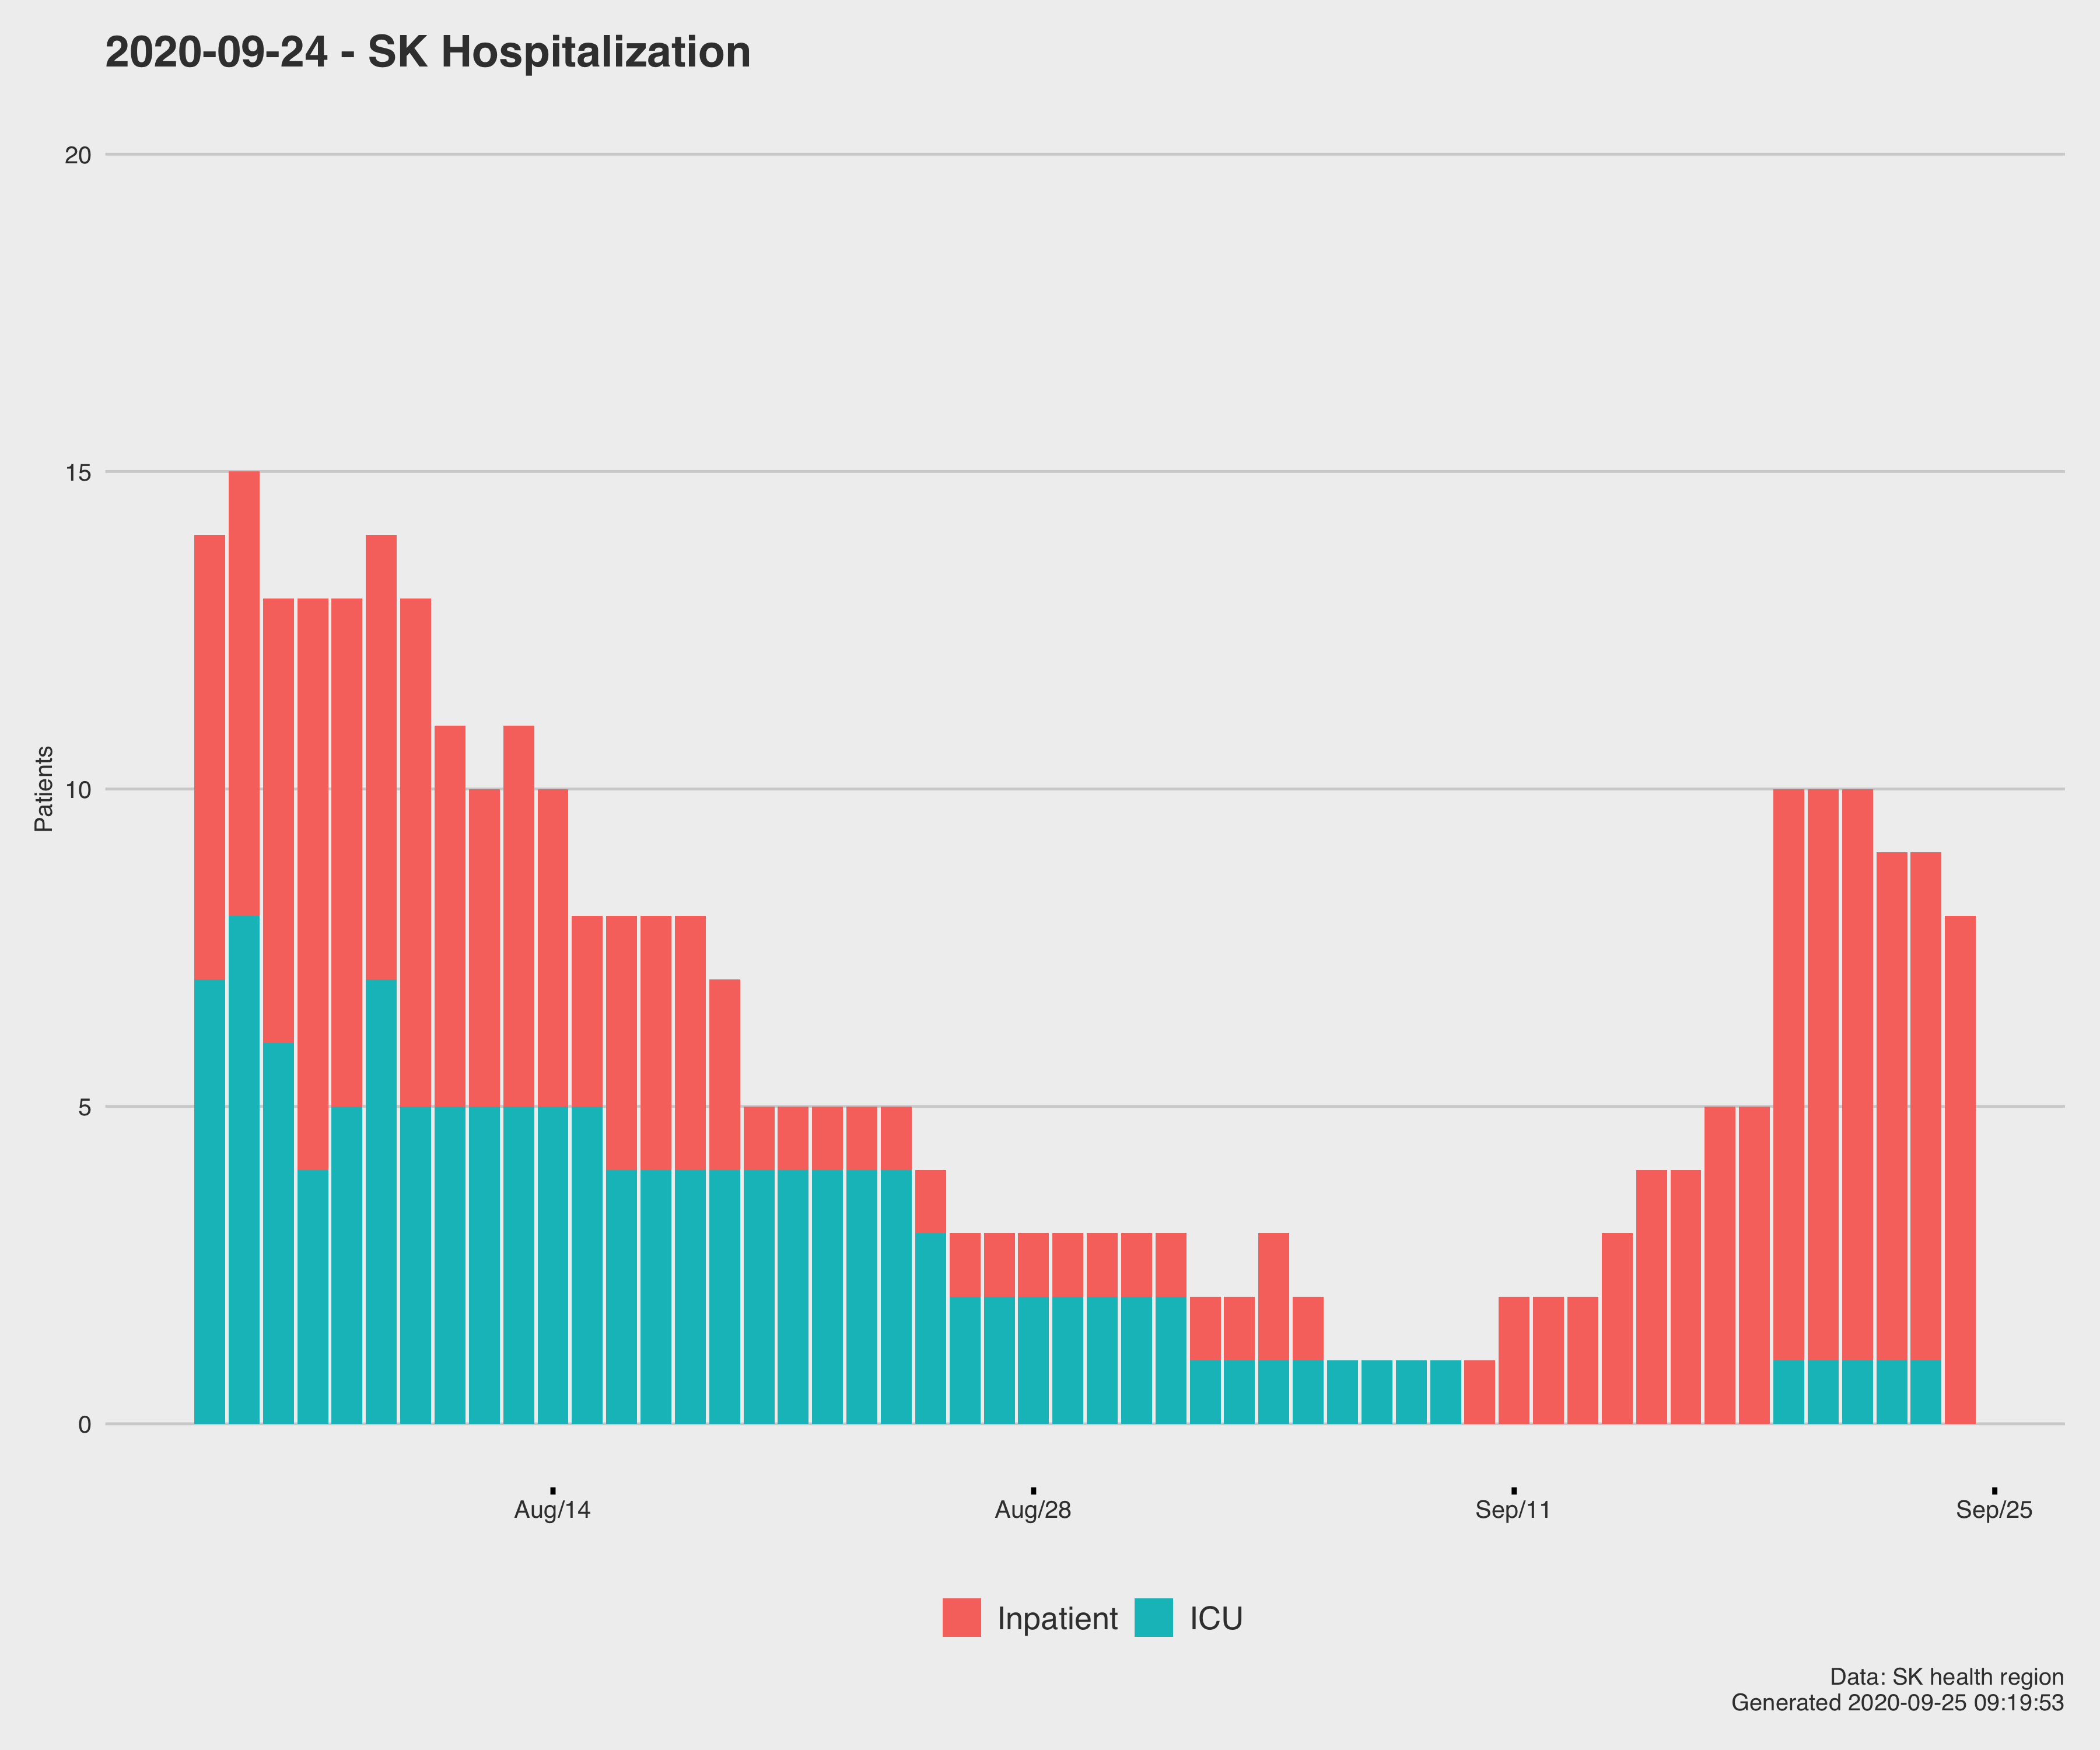 2020-09-24 - SK Hospitalization
20
15
10
5
0
Patients
Aug/14 Aug/28 Sep/11 Sep/25
Inpatient ICU
Data: SK health region
Generated 2020-09-25 09:19:53